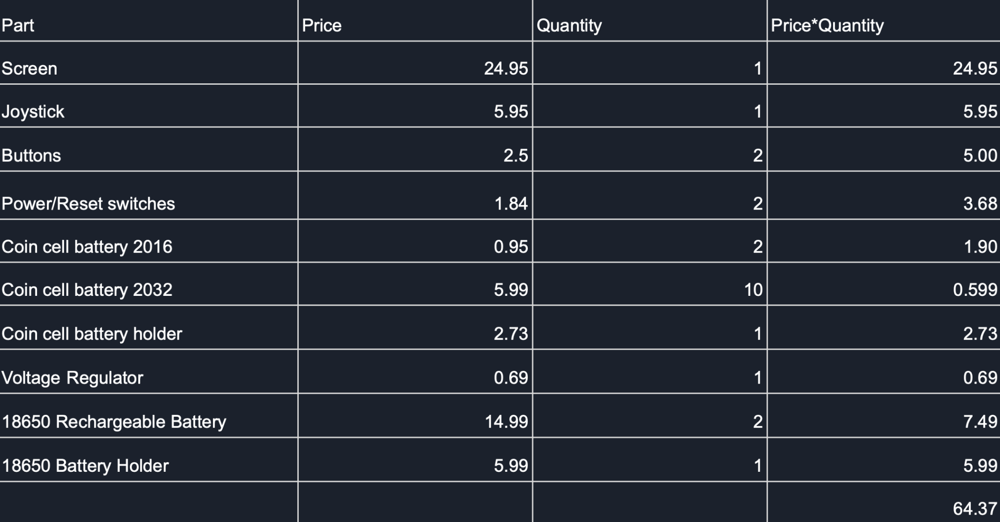 Part Price Quantity Price*Quantity
Screen 24.95 1 24.95
Joystick 5.95 1 5.95
Buttons 2.5 2 5.00
Power/Reset switches 1.84 2 3.68
Coin cell battery 2016 0.95 2 1.90
Coin cell battery 2032 5.99 10 0.599
Coin cell battery holder 2.73 1 2.73
Voltage Regulator 0.69 1 0.69
18650 Rechargeable Battery 14.99 2 7.49
18650 Battery Holder 5.99 1 5.99
64.37